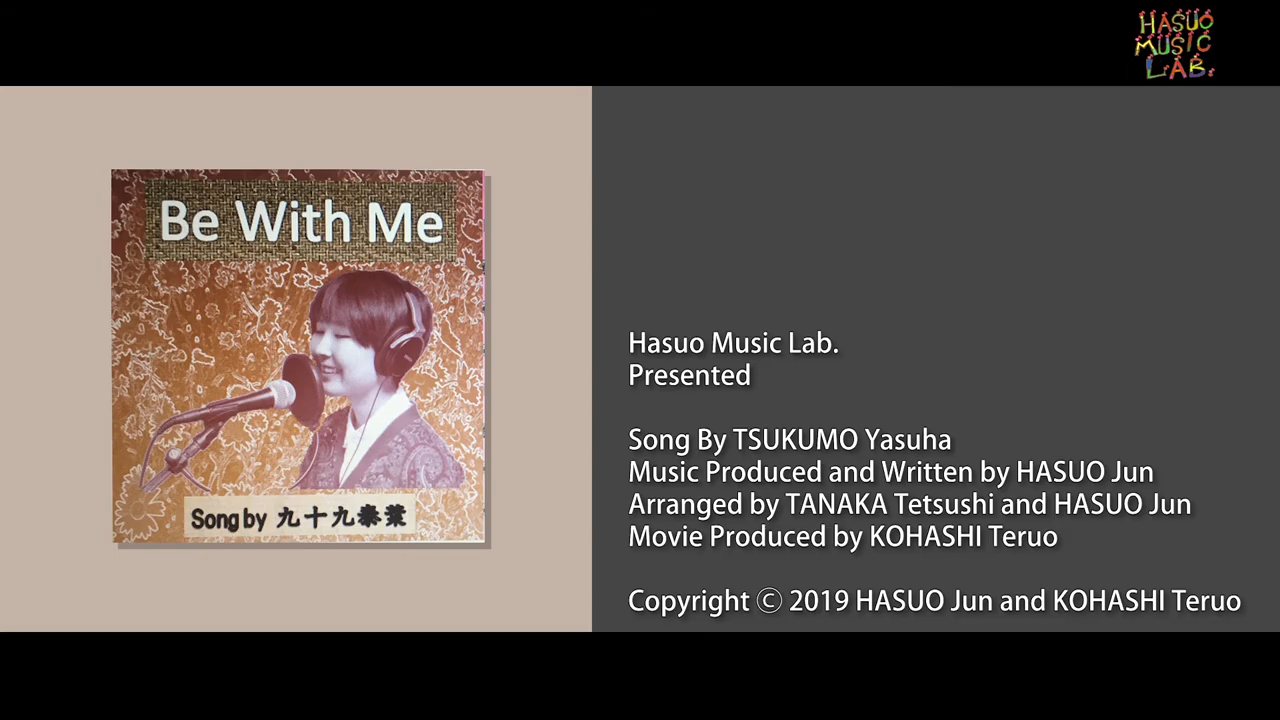 HASUO
MUSIC
LAB.
Be With Me
Song by 九十九泰葉
Hasuo Music Lab.
Presented
Song By TSUKUMO Yasuha
Music Produced and Written by HASUO Jun
Arranged by TANAKA Tetsushi and HASUO Jun
Movie Produced by KOHASHI Teruo
Copyright Ⓒ 2019 HASUO Jun and KOHASHI Teruo